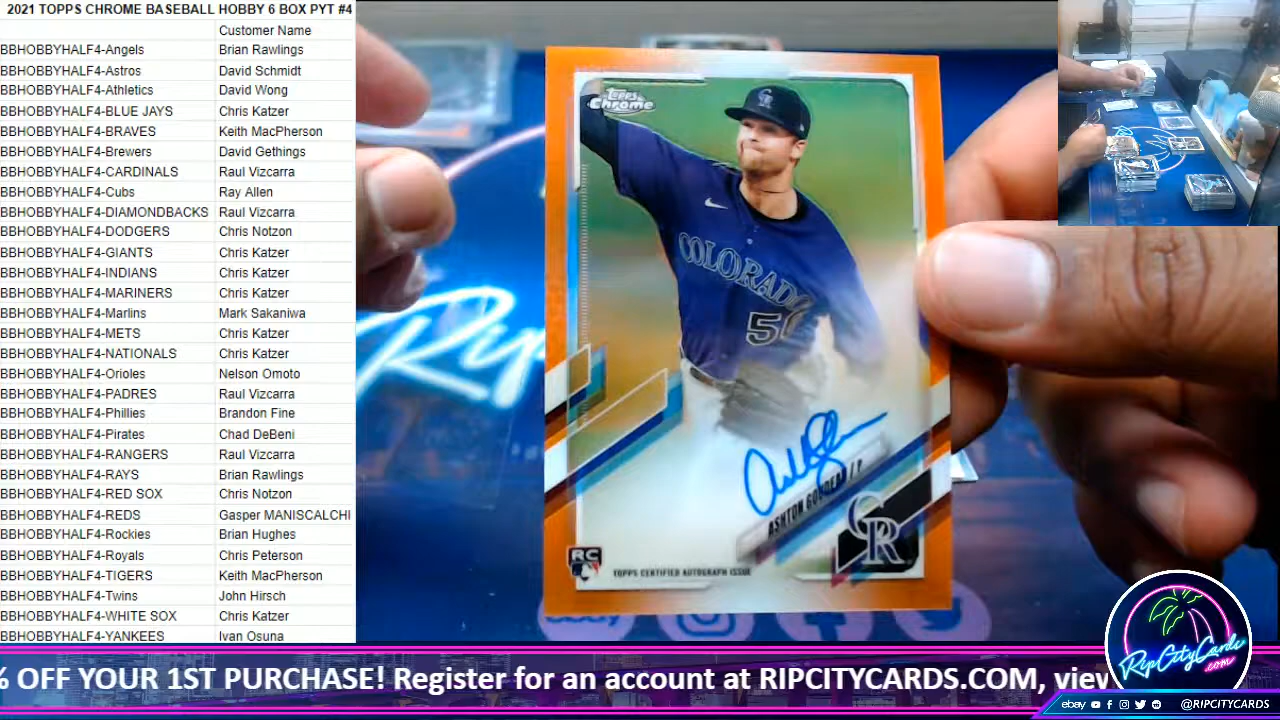 2021 TOPPS CHROME BASEBALL HOBBY 6 BOX PYT #4
Customer Name
BBHOBBYHALF4-Angels Brian Rawlings
BBHOBBYHALF4-Astros David Schmidt
BBHOBBYHALF4-Athletics David Wong
BBHOBBYHALF4-BLUE JAYS Chris Katzer
BBHOBBYHALF4-BRAVES Keith MacPherson
BBHOBBYHALF4-Brewers David Gethings
BBHOBBYHALF4-CARDINALS Raul Vizcarra
BBHOBBYHALF4-Cubs Ray Allen
BBHOBBYHALF4-DIAMONDBACKS Raul Vizcarra
BBHOBBYHALF4-DODGERS Chris Notzon
BBHOBBYHALF4-GIANTS Chris Katzer
BBHOBBYHALF4-INDIANS Chris Katzer
BBHOBBYHALF4-MARINERS Chris Katzer
BBHOBBYHALF4-Marlins Mark Sakaniwa
BBHOBBYHALF4-METS Chris Katzer
BBHOBBYHALF4-NATIONALS Chris Katzer
BBHOBBYHALF4-Orioles Nelson Omoto
BBHOBBYHALF4-PADRES Raul Vizcarra
BBHOBBYHALF4-Phillies Brandon Fine
BBHOBBYHALF4-Pirates Chad DeBeni
BBHOBBYHALF4-RANGERS Raul Vizcarra
BBHOBBYHALF4-RAYS Brian Rawlings
BBHOBBYHALF4-RED SOX Chris Notzon
BBHOBBYHALF4-REDS Gasper MANISCALCHI
BBHOBBYHALF4-Rockies Brian Hughes
BBHOBBYHALF4-Royals Chris Peterson
BBHOBBYHALF4-TIGERS Keith MacPherson
BBHOBBYHALF4-Twins John Hirsch
BBHOBBYHALF4-WHITE SOX Chris Katzer
BBHOBBYHALF4-YANKEES Ivan Osuna
Topps
Chrome
CR
COLORADO
5
ASHTON GOUDEAU / P
CR
RC
TOPPS CERTIFIED AUTOGRAPH ISSUE
Rip
ebay
% OFF YOUR 1ST PURCHASE! Register for an account at RIPCITYCARDS.COM, view
RipCityCards
.com
ebay @RIPCITYCARDS